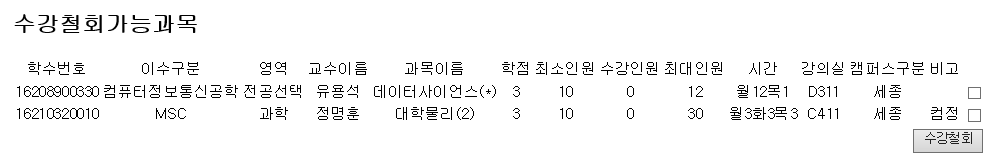 수강철회가능과목
학수번호 이수구분 영역 교수이름 과목이름 학점 최소인원 수강인원 최대인원 시간 강의실 캠퍼스구분 비고
16208900330 컴퓨터정보통신공학 전공선택 유용석 데이터사이언스(*) 3 10 0 12 월12목1 D311 세종
16210320010 MSC 과학 정명훈 대학물리(2) 3 10 0 30 월3화3목3 C411 세종 컴정
수강철회